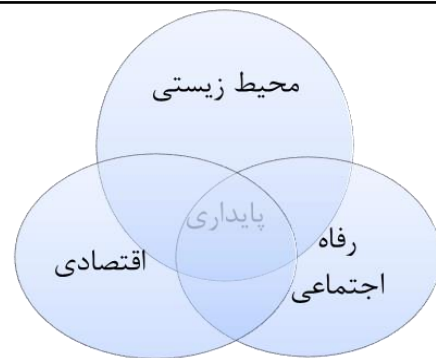 محیط زیستی
پایداری
رفاه
اجتماعی
اقتصادی